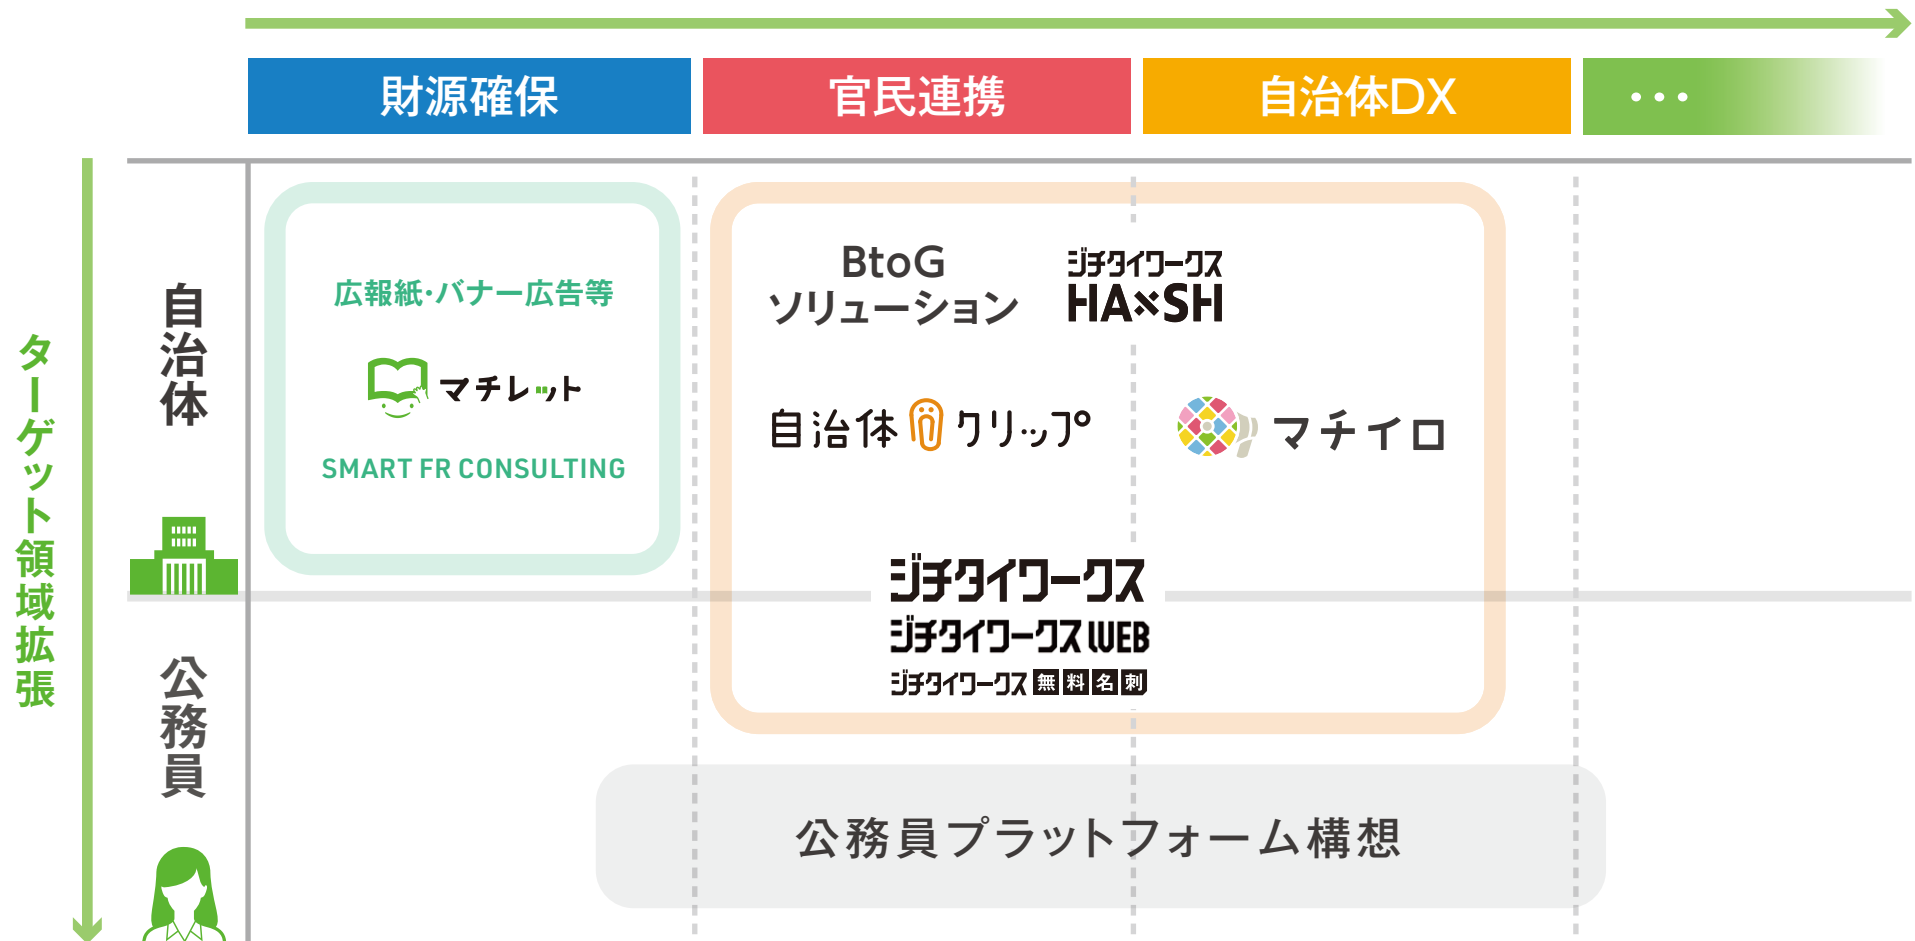 財源確保
官民連携
自治体DX
•••
ターゲット領域拡張
自治体
広報紙・バナー広告等
マチレット
SMART FR CONSULTING
BtoG
ソリューション
ジチタイワークス
HA×SH
自治体クリップ
マチイロ
ジチタイワークス
ジチタイワークス WEB
ジチタイワークス 無料名刺
公務員
公務員プラットフォーム構想